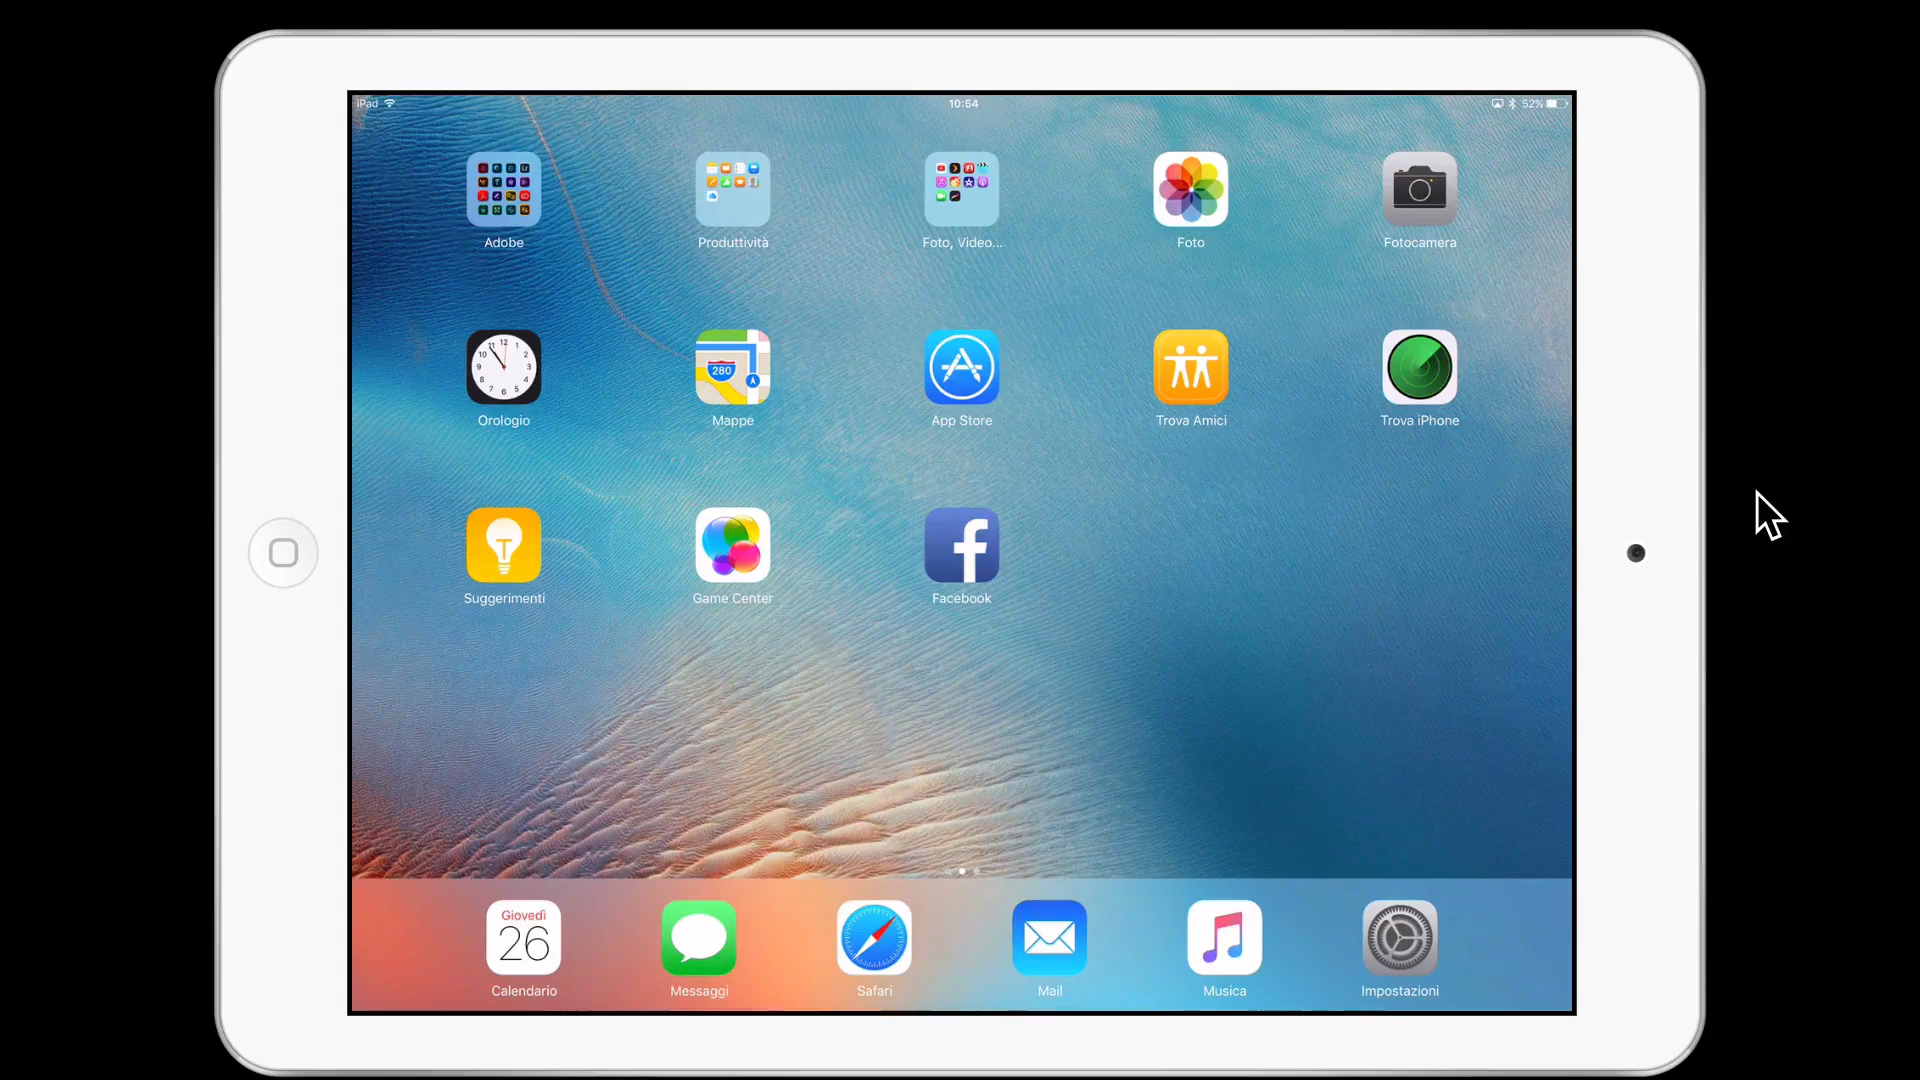 iPad
10:54
52%
Adobe
Produttività
Foto, Video...
Foto
Fotocamera
Orologio
Mappe
280
App Store
Trova Amici
Trova iPhone
Suggerimenti
Game Center
Facebook
Giovedì
26
Calendario
Messaggi
Safari
Mail
Musica
Impostazioni